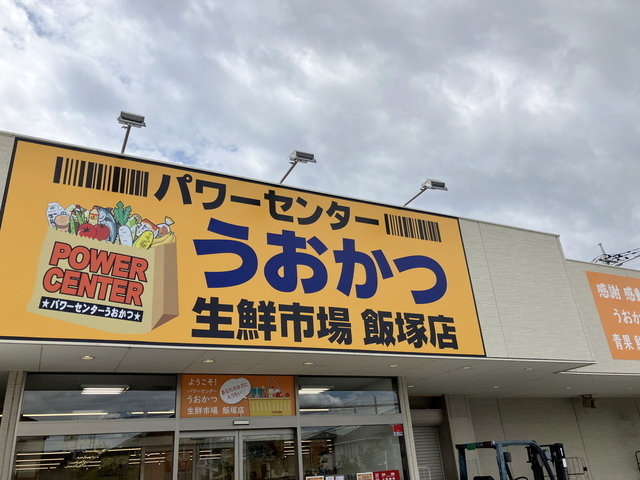 パワーセンター
うおかつ
生鮮市場 飯塚店
POWER
CENTER
★パワーセンターうおかつ★
ようこそ!
パワーセンター
うおかつ
生鮮市場 飯塚店
感謝 感
うおか
青果